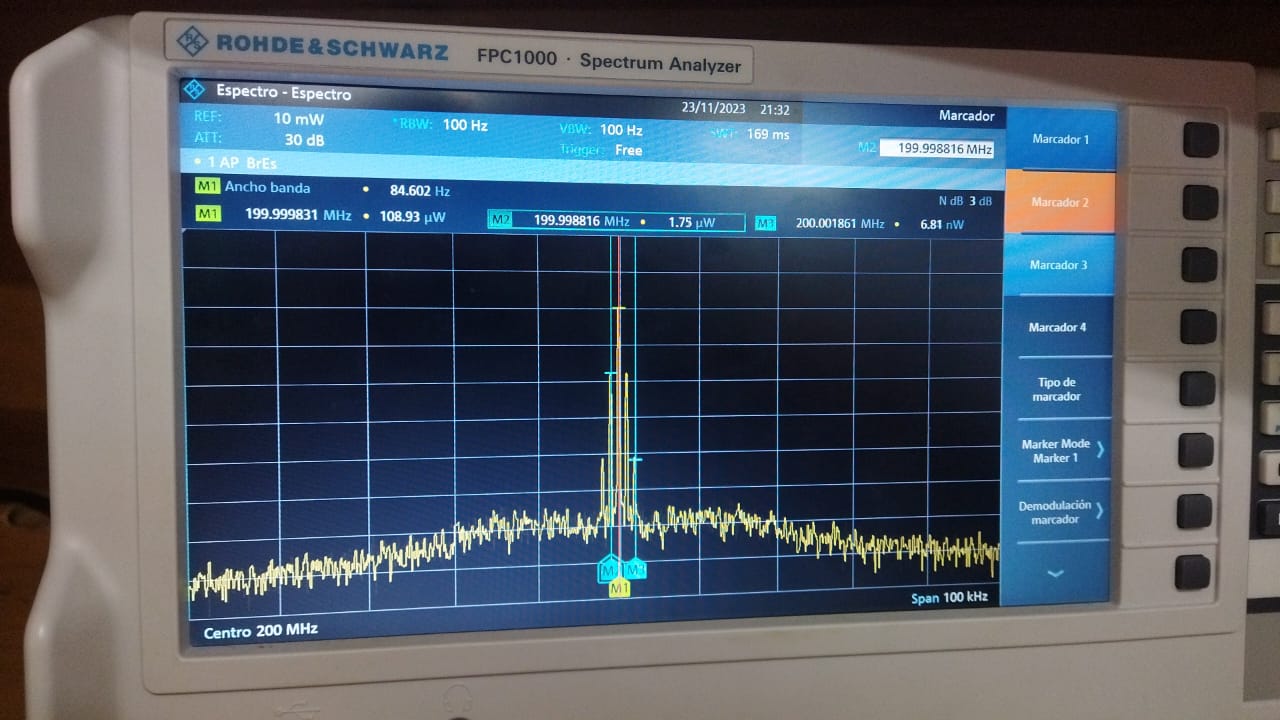 ROHDE&SCHWARZ FPC1000 · Spectrum Analyzer
Espectro - Espectro
23/11/2023 21:32
Marcador
REF: 10 mW
ATT: 30 dB
*RBW: 100 Hz
VBW: 100 Hz
Trigger: Free
169 ms
M2 199.998816 MHz
• 1 AP BrEs
M1 Ancho banda • 84.602 Hz
N dB 3 dB
M1 199.999831 MHz • 108.93 µW
M2 199.998816 MHz • 1.75 µW
M3 200.001861 MHz • 6.81 nW
M3
M1
Centro 200 MHz
Span 100 kHz
Marcador 1
Marcador 2
Marcador 3
Marcador 4
Tipo de
marcador
Marker Mode
Marker 1
Demodulación
marcador